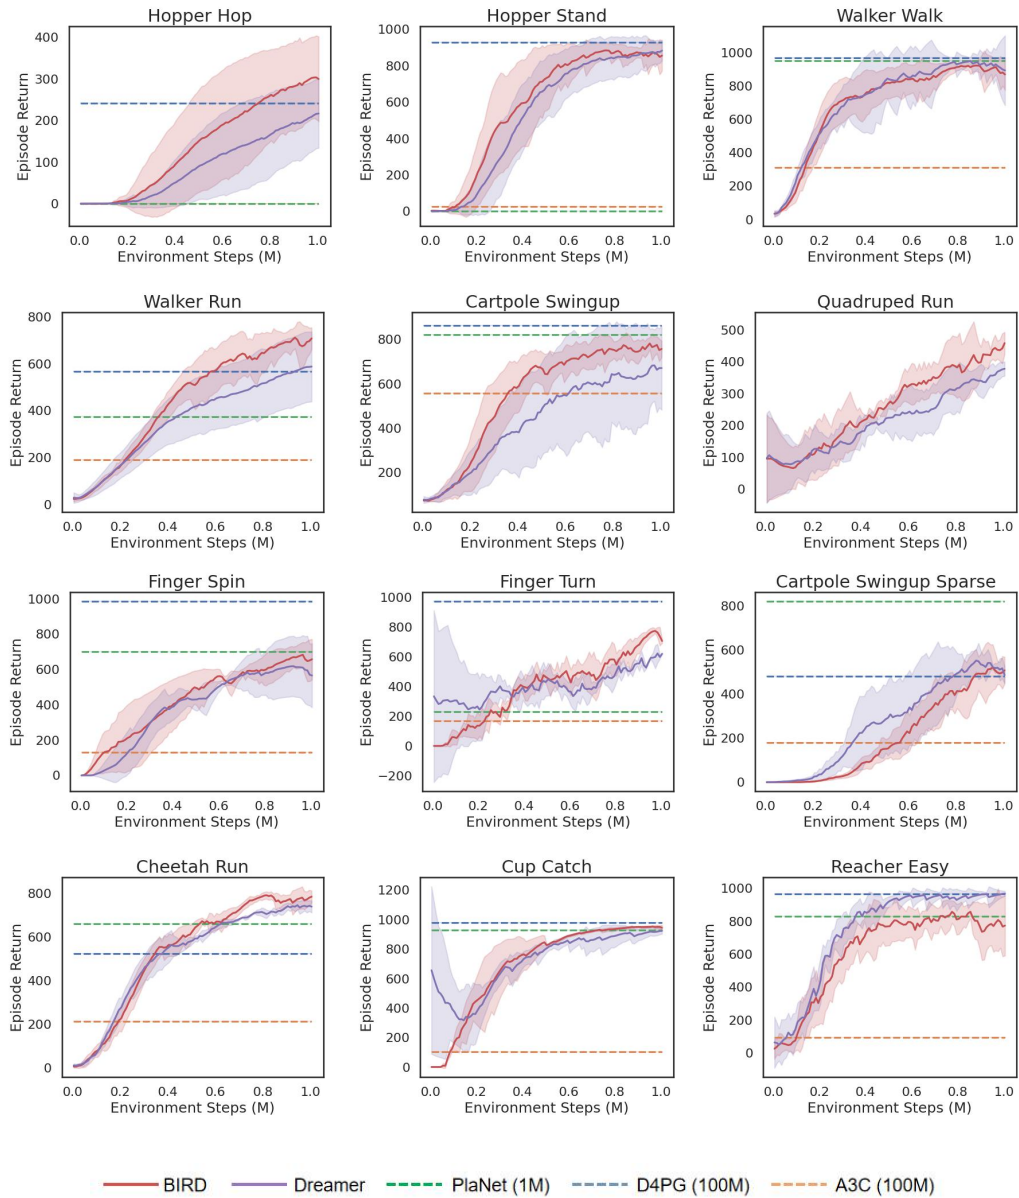 Hopper Hop
Hopper Stand
Walker Walk
Episode Return
400
300
200
100
0
0.0 0.2 0.4 0.6 0.8 1.0
Environment Steps (M)
Episode Return
1000
800
600
400
200
0
0.0 0.2 0.4 0.6 0.8 1.0
Environment Steps (M)
Episode Return
1000
800
600
400
200
0
0.0 0.2 0.4 0.6 0.8 1.0
Environment Steps (M)
Walker Run
Cartpole Swingup
Quadruped Run
Episode Return
800
600
400
200
0
0.0 0.2 0.4 0.6 0.8 1.0
Environment Steps (M)
Episode Return
800
600
400
200
0.0 0.2 0.4 0.6 0.8 1.0
Environment Steps (M)
Episode Return
500
400
300
200
100
0
0.0 0.2 0.4 0.6 0.8 1.0
Environment Steps (M)
Finger Spin
Finger Turn
Cartpole Swingup Sparse
Episode Return
1000
800
600
400
200
0
0.0 0.2 0.4 0.6 0.8 1.0
Environment Steps (M)
Episode Return
1000
800
600
400
200
0
−200
0.0 0.2 0.4 0.6 0.8 1.0
Environment Steps (M)
Episode Return
800
600
400
200
0
0.0 0.2 0.4 0.6 0.8 1.0
Environment Steps (M)
Cheetah Run
Cup Catch
Reacher Easy
Episode Return
800
600
400
200
0
0.0 0.2 0.4 0.6 0.8 1.0
Environment Steps (M)
Episode Return
1200
1000
800
600
400
200
0
0.0 0.2 0.4 0.6 0.8 1.0
Environment Steps (M)
Episode Return
1000
800
600
400
200
0
0.0 0.2 0.4 0.6 0.8 1.0
Environment Steps (M)
BIRD Dreamer PlaNet (1M) D4PG (100M) A3C (100M)